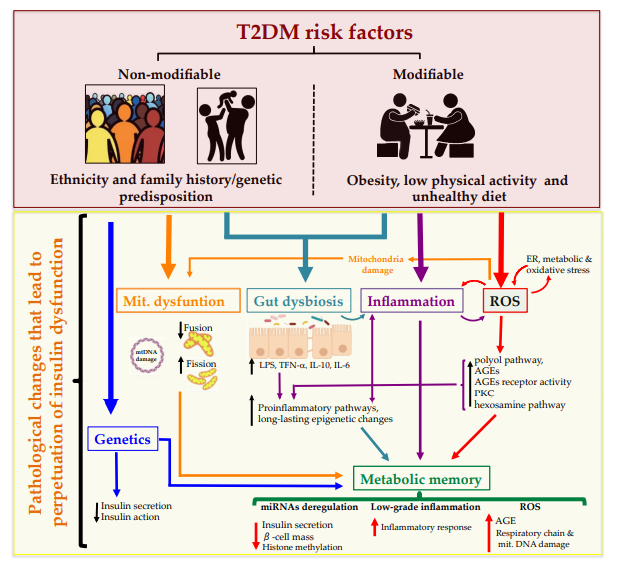 T2DM risk factors
Non-modifiable
Modifiable
Ethnicity and family history/genetic
predisposition
Obesity, low physical activity and
unhealthy diet
Pathological changes that lead to
perpetuation of insulin dysfunction
Mitochondria
damage
ER, metabolic &
oxidative stress
Mit. dysfuntion
Gut dysbiosis
Inflammation
ROS
mtDNA
damage
Fusion
Fission
LPS, TFN-α, IL-10, IL-6
polyol pathway,
AGEs
AGEs receptor activity
PKC
hexosamine pathway
Proinflammatory pathways,
long-lasting epigenetic changes
Genetics
Insulin secretion
Insulin action
Metabolic memory
miRNAs deregulation
Insulin secretion
β -cell mass
Histone methylation
Low-grade inflammation
Inflammatory response
ROS
AGE
Respiratory chain &
mit. DNA damage